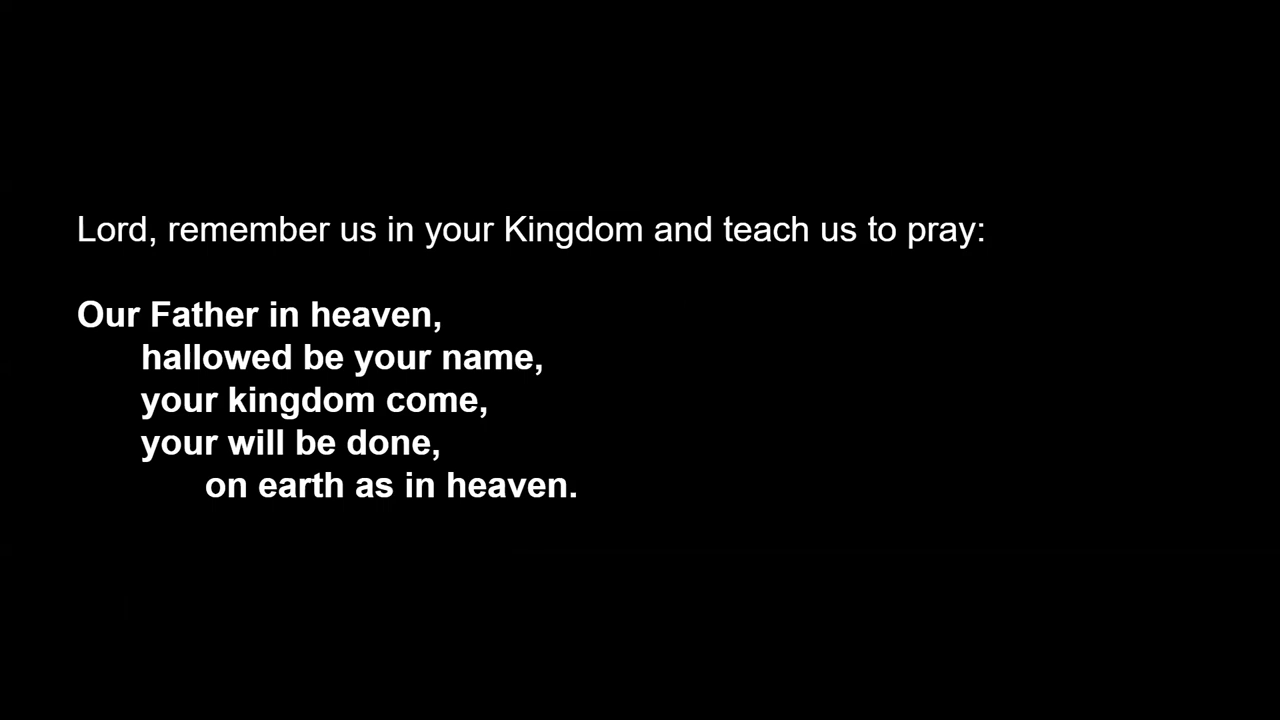 Lord, remember us in your Kingdom and teach us to pray:
Our Father in heaven,
hallowed be your name,
your kingdom come,
your will be done,
on earth as in heaven.